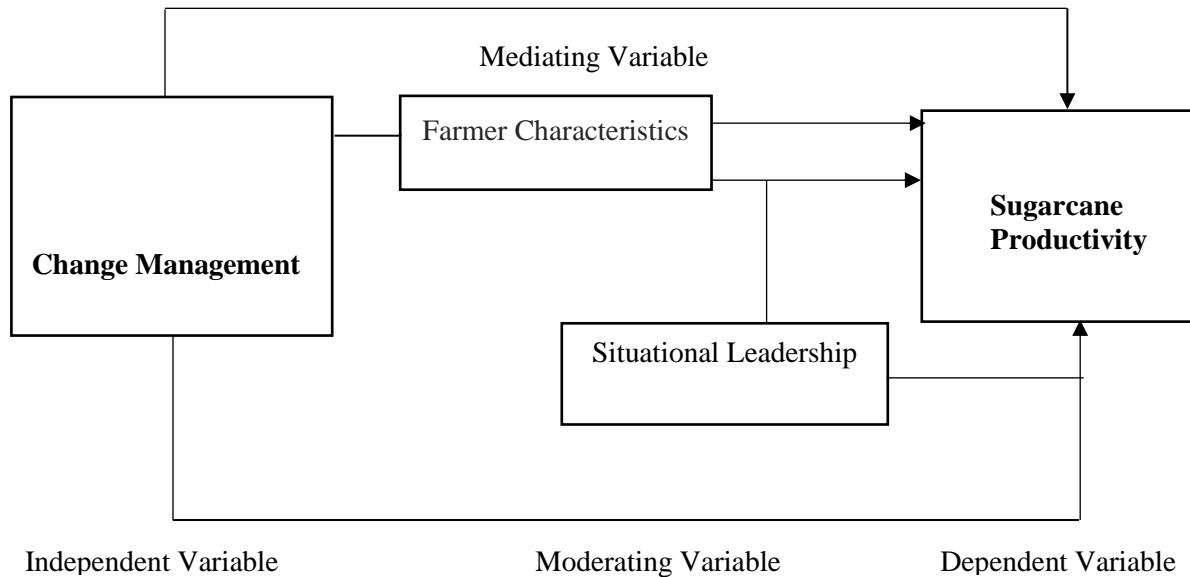 Mediating Variable
Farmer Characteristics
Change Management
Sugarcane
Productivity
Situational Leadership
Independent Variable
Moderating Variable
Dependent Variable